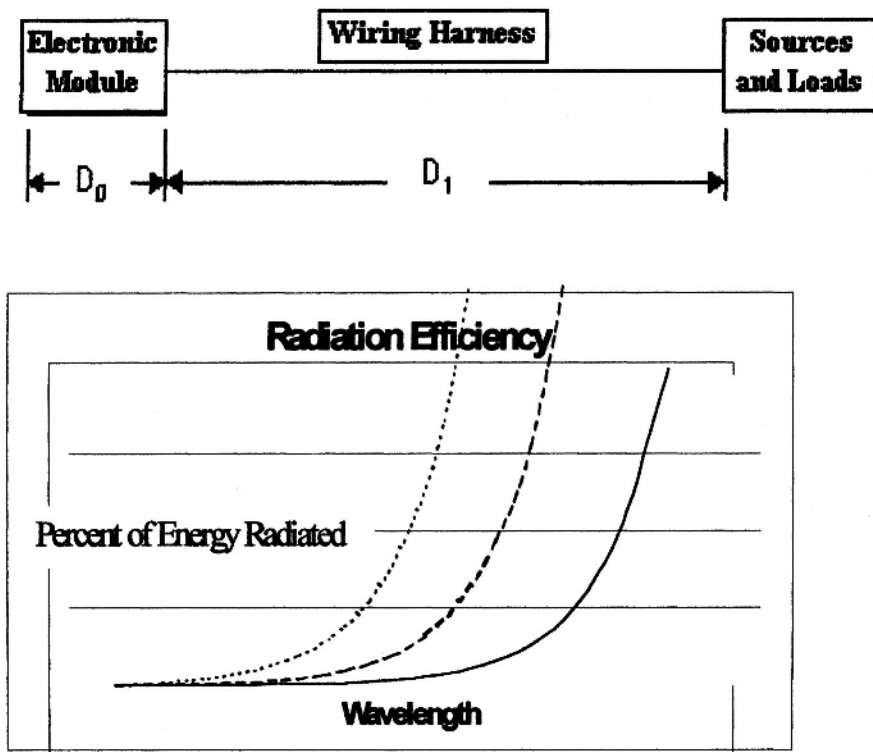 Electronic
Module
Wiring Harness
Sources
and Loads
D0
D1
Radiation Efficiency
Percent of Energy Radiated
Wavelength